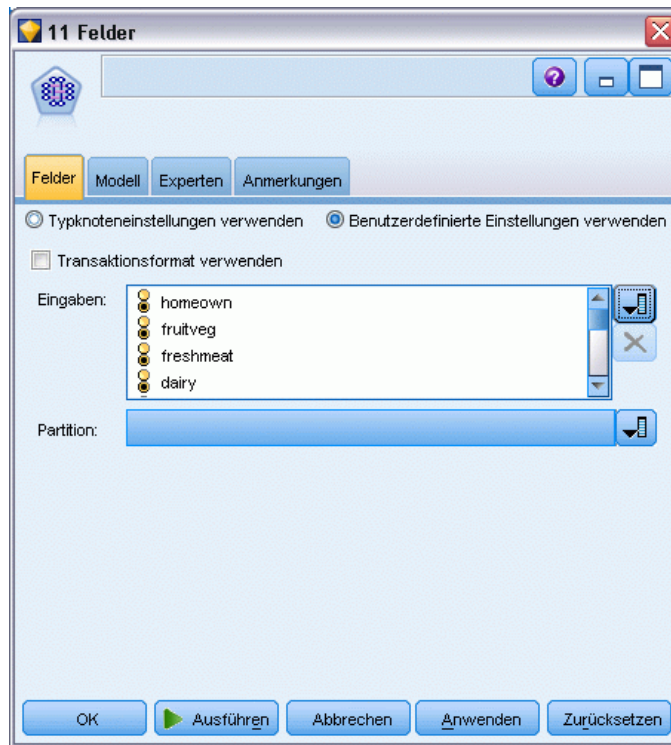 11 Felder
Felder Modell Experten Anmerkungen
Typknoteneinstellungen verwenden Benutzerdefinierte Einstellungen verwenden
Transaktionsformat verwenden
Eingaben:
homeown
fruitveg
freshmeat
dairy
Partition:
OK Ausführen Abbrechen Anwenden Zurücksetzen